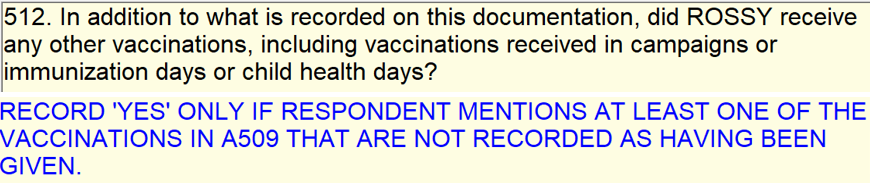 512. In addition to what is recorded on this documentation, did ROSSY receive
any other vaccinations, including vaccinations received in campaigns or
immunization days or child health days?
RECORD 'YES' ONLY IF RESPONDENT MENTIONS AT LEAST ONE OF THE
VACCINATIONS IN A509 THAT ARE NOT RECORDED AS HAVING BEEN
GIVEN.